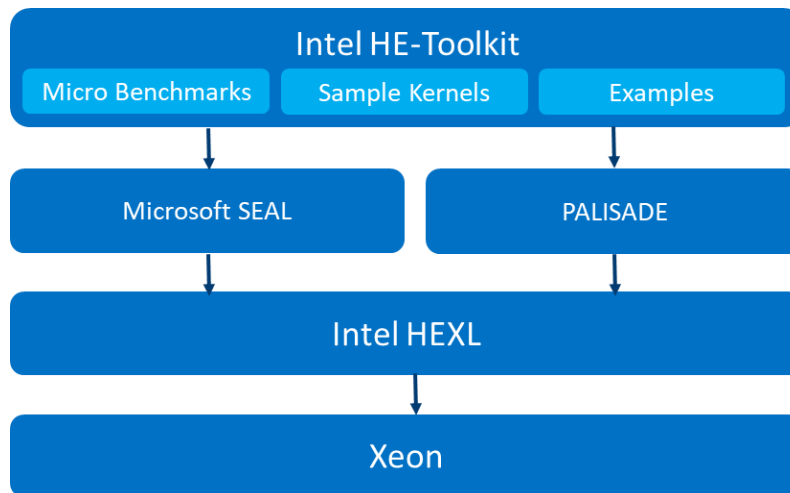 Intel HE-Toolkit
Micro Benchmarks
Sample Kernels
Examples
Microsoft SEAL
PALISADE
Intel HEXL
Xeon